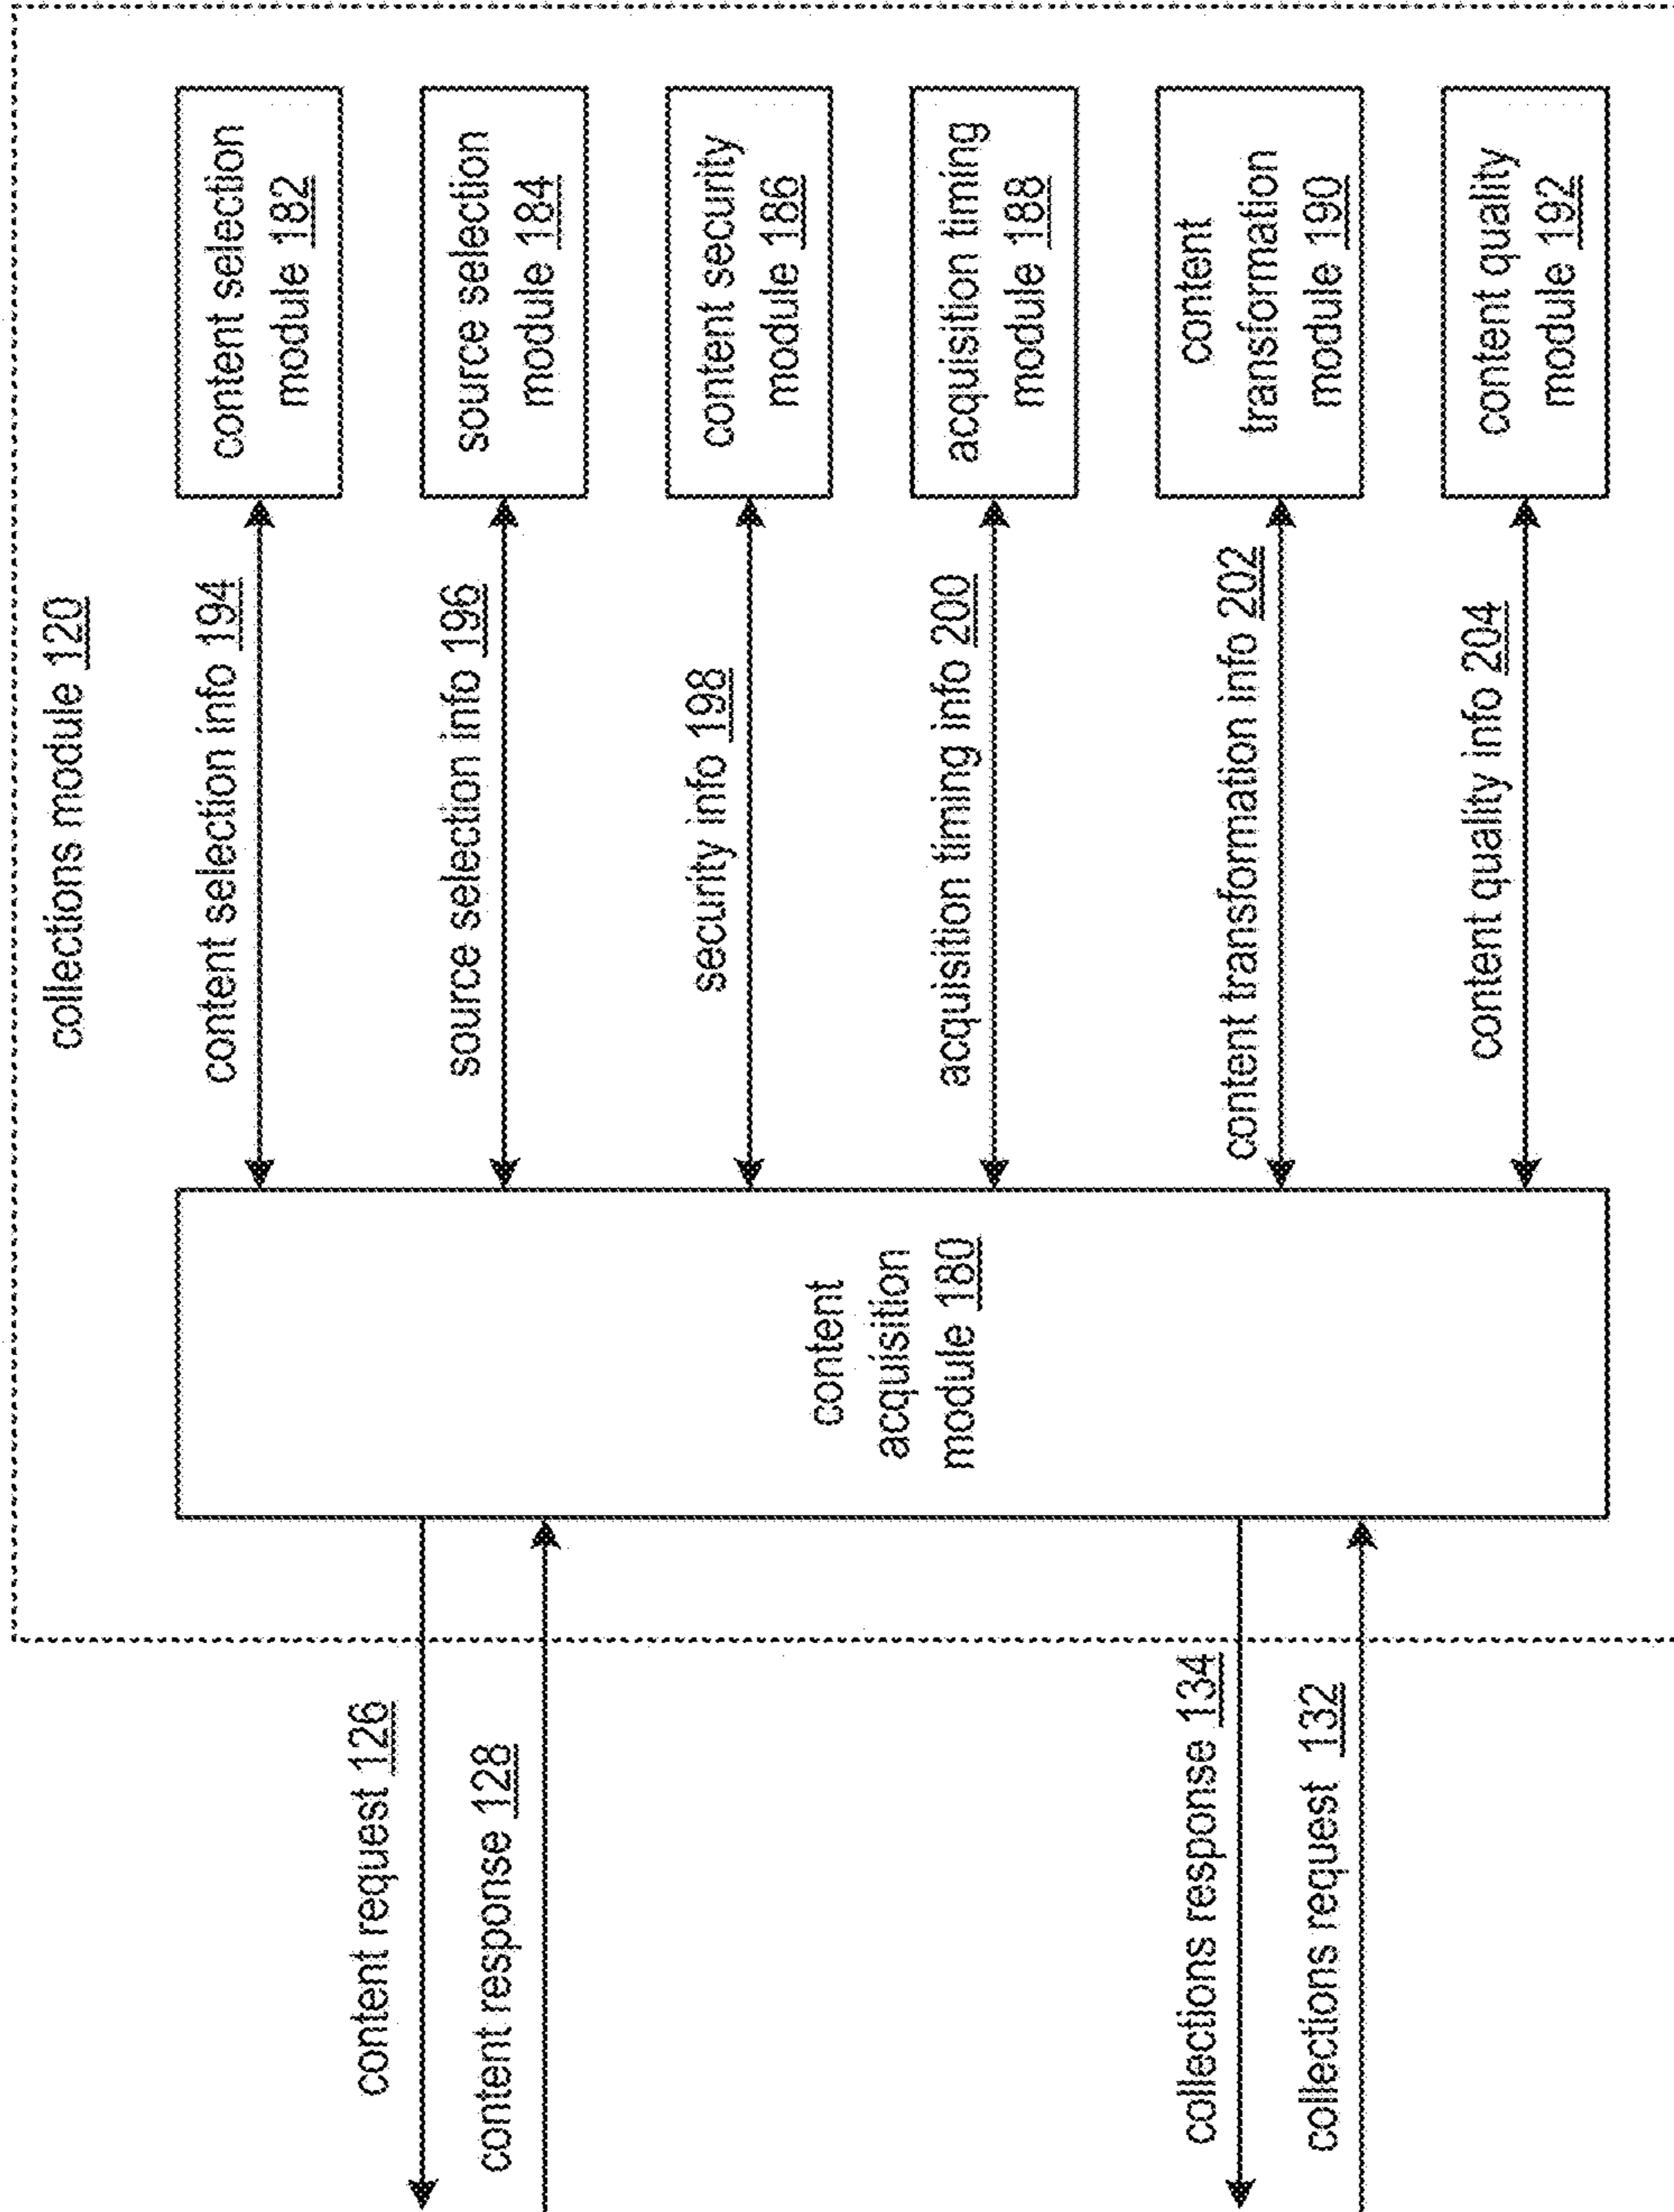 collections module 120
content selection info 194
content selection
module 182
source selection info 196
source selection
module 184
security info 198
content security
module 186
acquisition timing info 200
acquisition timing
module 188
content transformation info 202
content
transformation
module 190
content quality info 204
content quality
module 192
content
acquisition
module 180
content request 126
content response 128
collections response 134
collections request 132